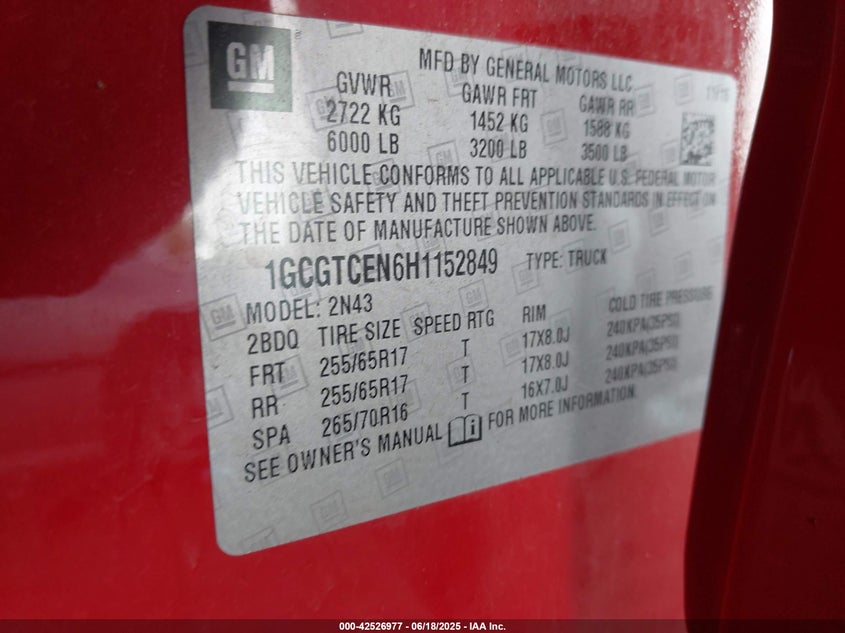 GM
MFD BY GENERAL MOTORS LLC
GVWR GAWR FRT GAWR RR
2722 KG 1452 KG 1588 KG
6000 LB 3200 LB 3500 LB
THIS VEHICLE CONFORMS TO ALL APPLICABLE U.S. FEDERAL MOTOR
VEHICLE SAFETY AND THEFT PREVENTION STANDARDS IN EFFECT ON
THE DATE OF MANUFACTURE SHOWN ABOVE.
1GCGTCEN6H1152849 TYPE: TRUCK
MODEL: 2N43
2BDQ TIRE SIZE SPEED RTG RIM COLD TIRE PRESSURE
FRT 255/65R17 T 17X8.0J 240KPA(35PSI)
RR 255/65R17 T 17X8.0J 240KPA(35PSI)
SPA 265/70R16 T 16X7.0J 240KPA(35PSI)
SEE OWNER'S MANUAL FOR MORE INFORMATION.
000-42526977 - 06/18/2025 - IAA Inc.